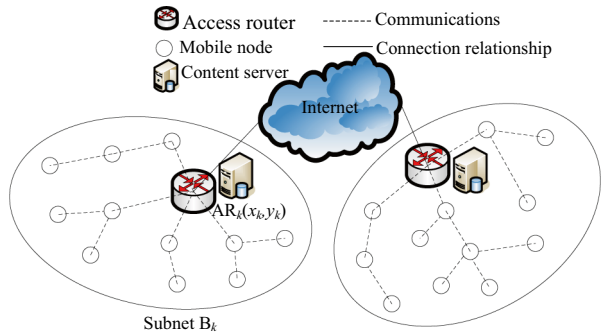 Access router
Mobile node
Content server
Communications
Connection relationship
Internet
ARk(xk,yk)
Subnet Bk